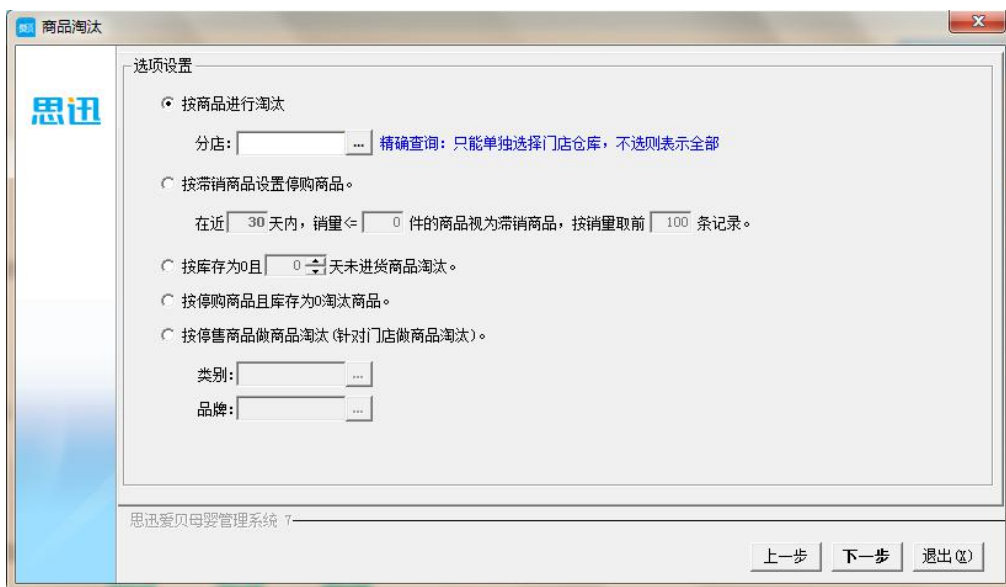 商品淘汰
思迅
选项设置
按商品进行淘汰
分店: ... 精确查询: 只能单独选择门店仓库, 不选则表示全部
按滞销商品设置停购商品。
在近 30 天内, 销量<= 0 件的商品视为滞销商品, 按销量取前 100 条记录。
按库存为0且 0 天未进货商品淘汰。
按停购商品且库存为0淘汰商品。
按停售商品做商品淘汰(针对门店做商品淘汰)。
类别: ...
品牌: ...
思迅爱贝母婴管理系统 7
上一步 下一步 退出(X)